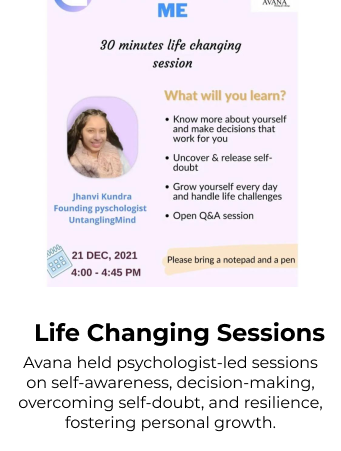 ME
AVANA
30 minutes life changing
session
What will you learn?
• Know more about yourself
and make decisions that
work for you
• Uncover & release self-
doubt
• Grow yourself every day
and handle life challenges
• Open Q&A session
Jhanvi Kundra
Founding pyschologist
UntanglingMind
21 DEC, 2021
4:00 - 4:45 PM
Please bring a notepad and a pen
Life Changing Sessions
Avana held psychologist-led sessions
on self-awareness, decision-making,
overcoming self-doubt, and resilience,
fostering personal growth.